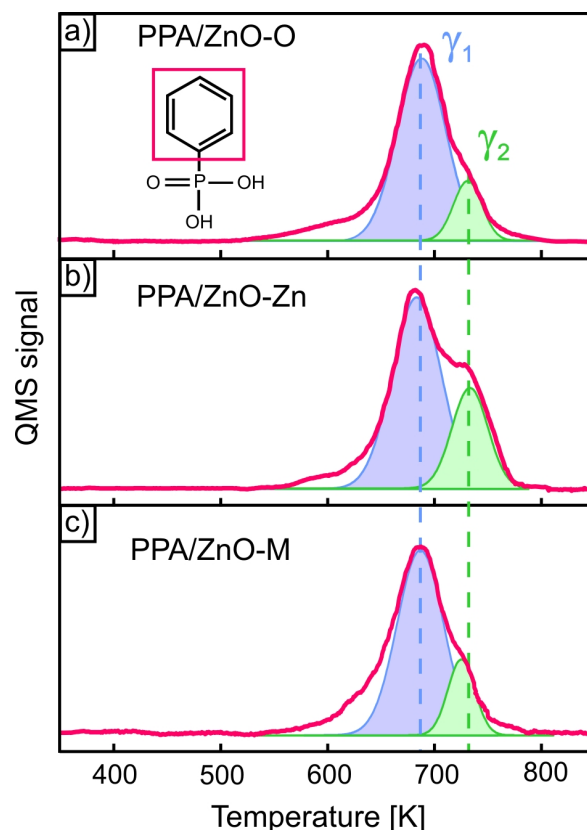 a)
PPA/ZnO-O
γ1
γ2
O
P
OH
OH
b)
PPA/ZnO-Zn
c)
PPA/ZnO-M
QMS signal
400 500 600 700 800
Temperature [K]